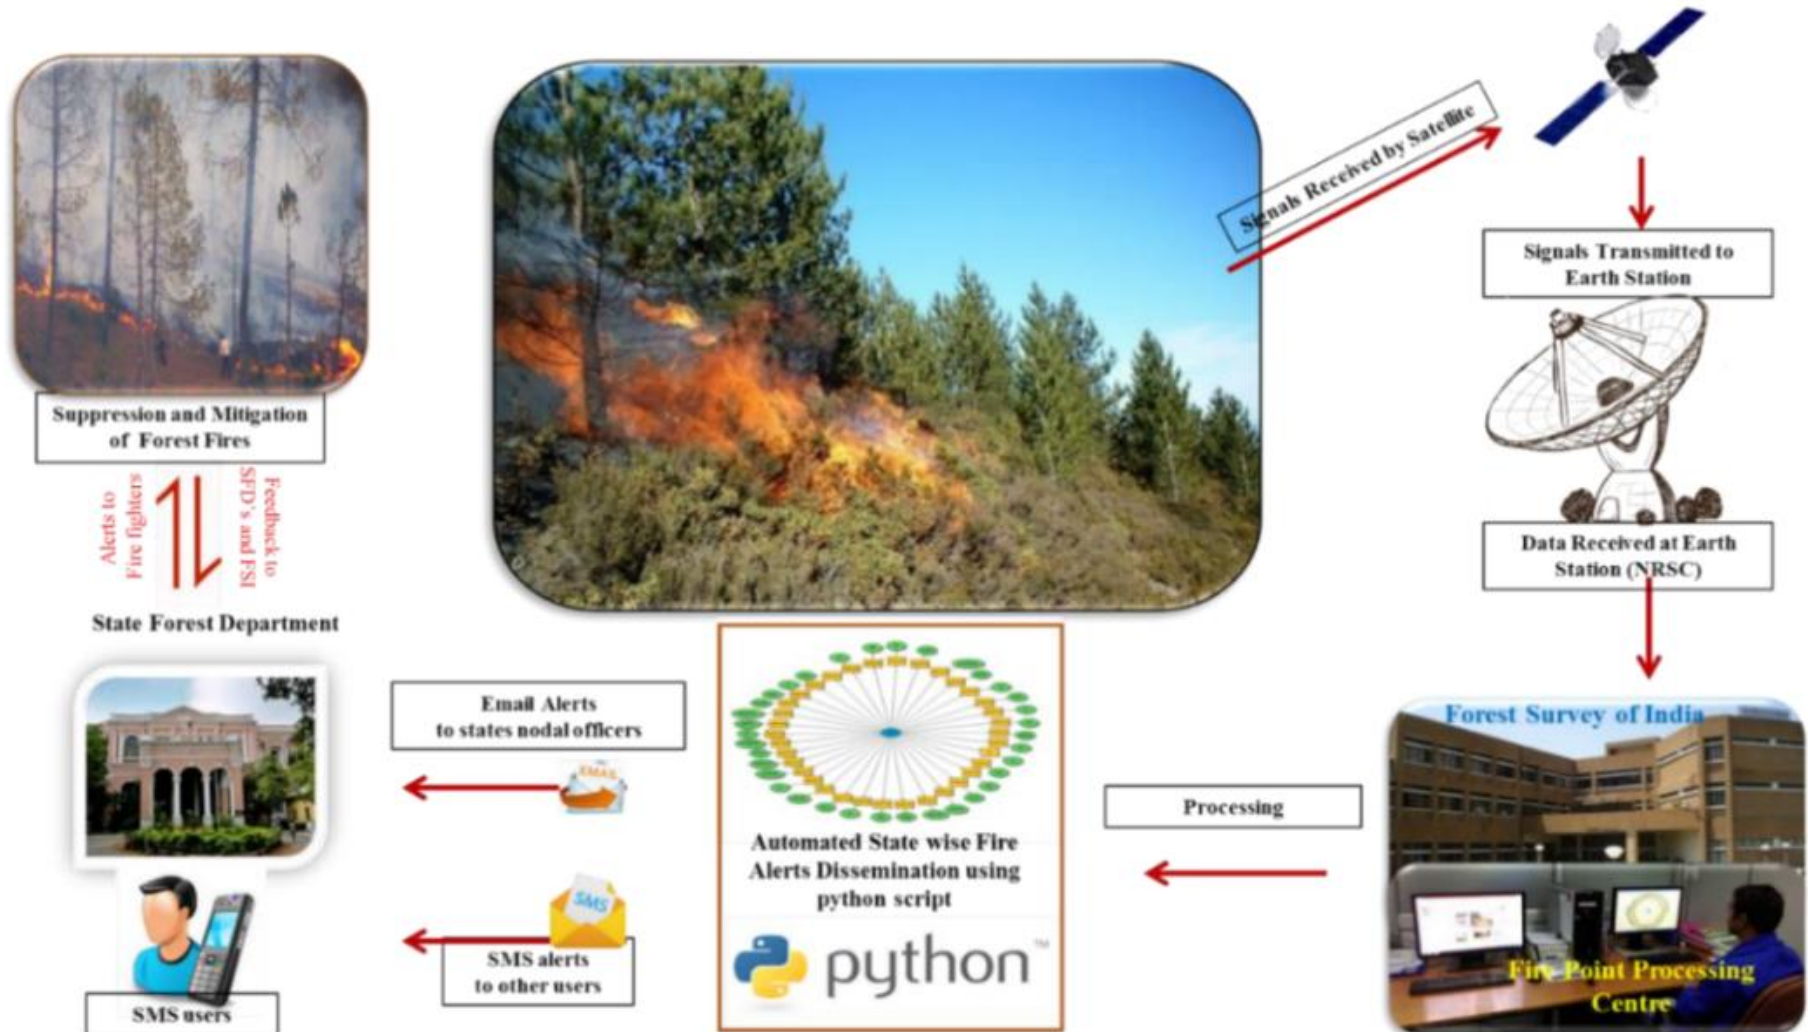 Signals Received by Satellite
Signals Transmitted to
Earth Station
Data Received at Earth
Station (NRSC)
Forest Survey of India
Fire Point Processing
Centre
Processing
Automated State wise Fire
Alerts Dissemination using
python script
python™
Email Alerts
to states nodal officers
EMAIL
SMS
SMS alerts
to other users
Suppression and Mitigation
of Forest Fires
Alerts to
Fire fighters
Feedback to
SFD's and FSI
State Forest Department
SMS users